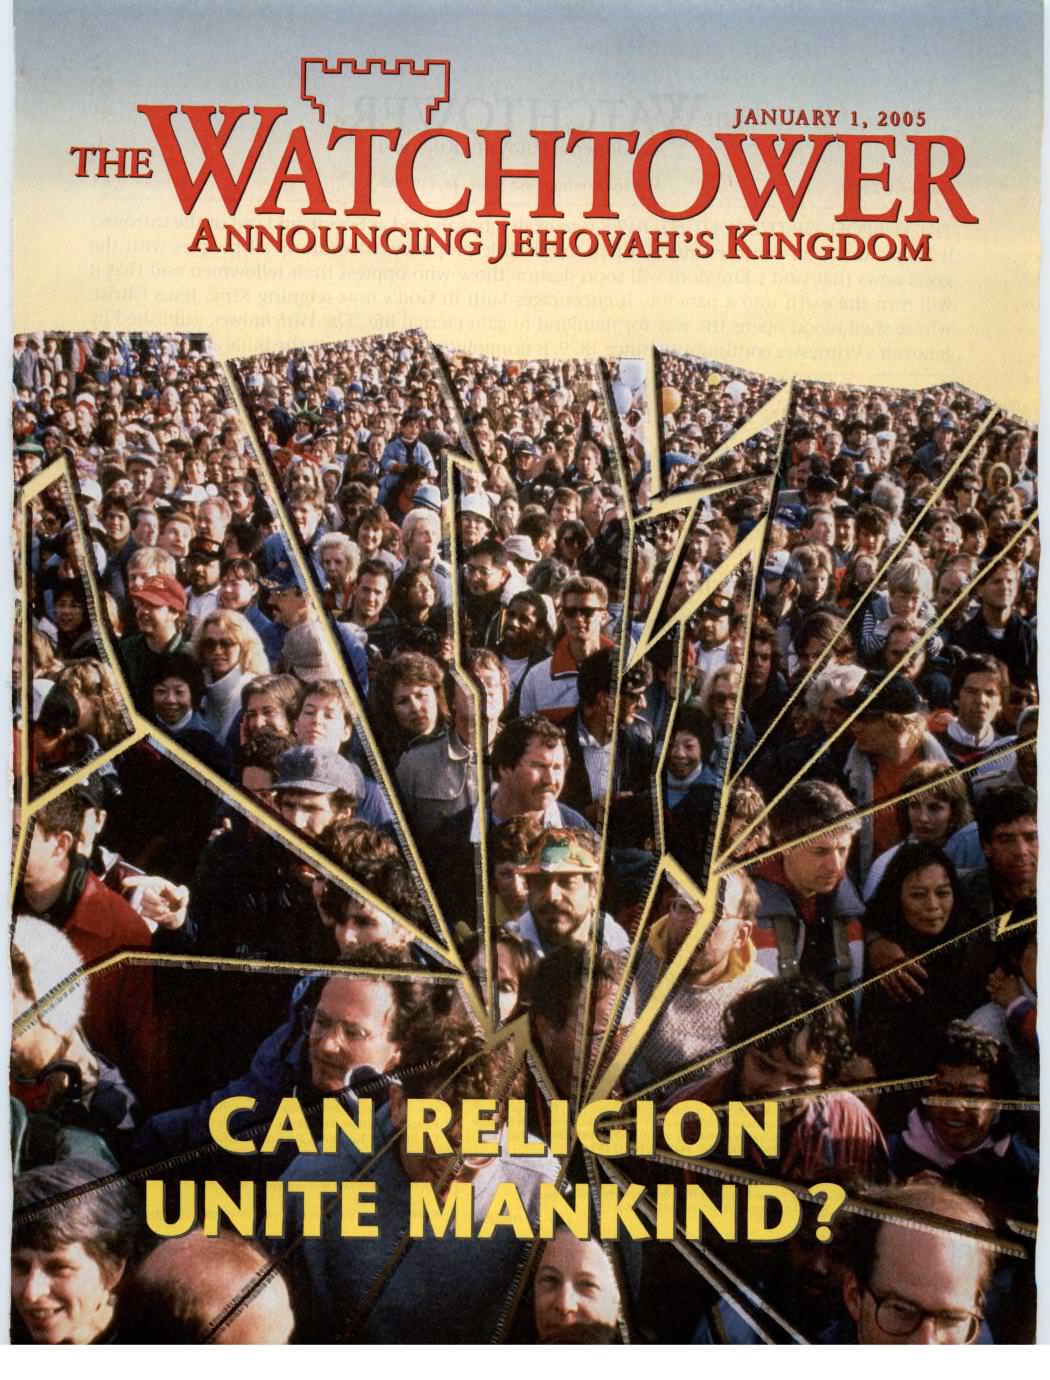 JANUARY 1, 2005
THE WATCHTOWER
ANNOUNCING JEHOVAH'S KINGDOM
CAN RELIGION
UNITE MANKIND?